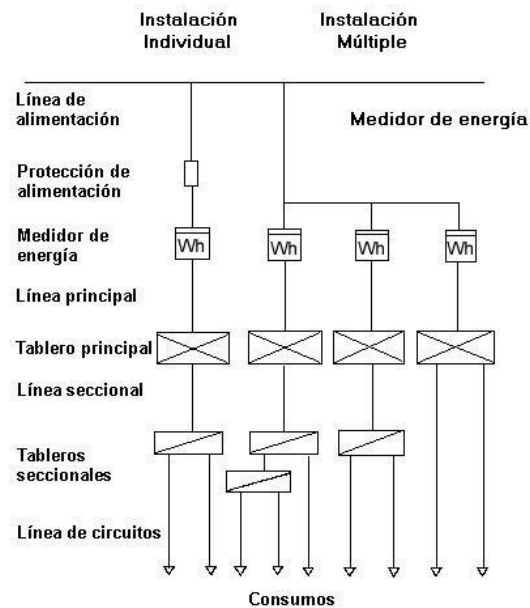 Instalación
Individual
Instalación
Múltiple
Línea de
alimentación
Medidor de energía
Protección de
alimentación
Medidor de
energía
Wh
Wh
Wh
Wh
Línea principal
Tablero principal
Línea seccional
Tableros
seccionales
Línea de circuitos
Consumos